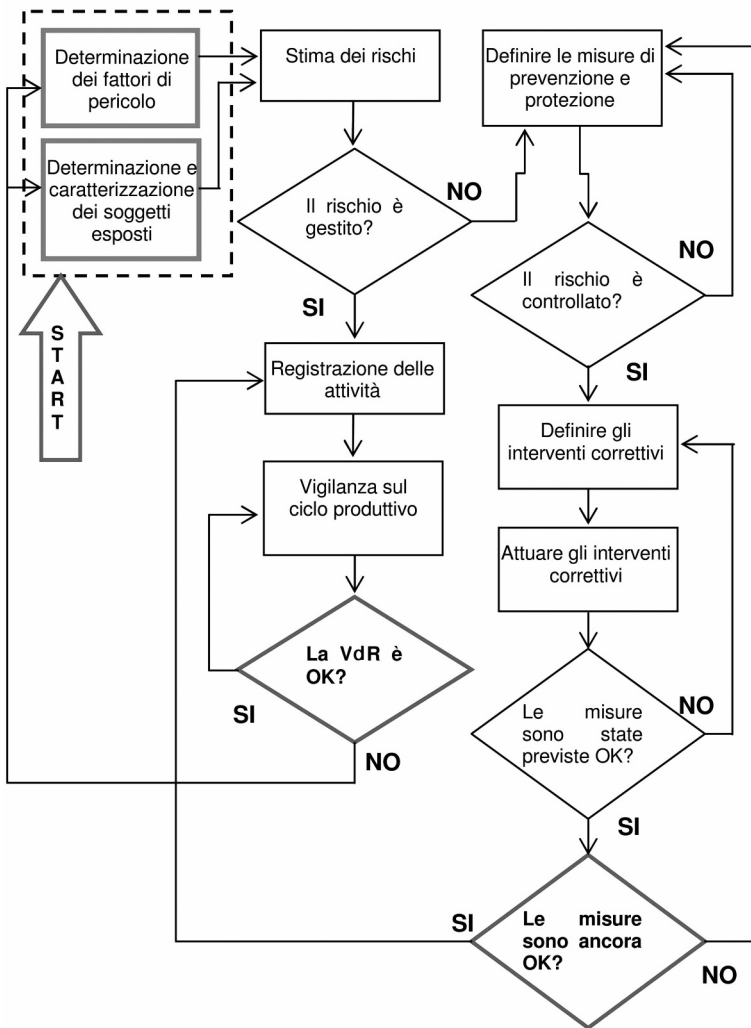 Determinazione
dei fattori di
pericolo
Determinazione e
caratterizzazione
dei soggetti
esposti
START
Stima dei rischi
Il rischio è
gestito?
NO
SI
Registrazione delle
attività
Vigilanza sul
ciclo produttivo
La VdR è
OK?
SI
NO
Definire le misure di
prevenzione e
protezione
Il rischio è
controllato?
NO
SI
Definire gli
interventi correttivi
Attuare gli interventi
correttivi
Le misure
sono state
previste OK?
NO
SI
Le misure
sono ancora
OK?
SI
NO